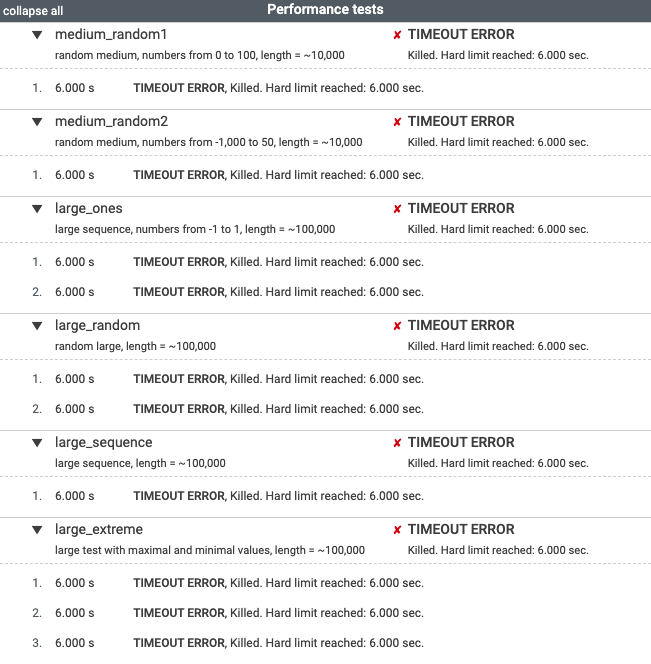 collapse all Performance tests
▼ medium_random1 ✘ TIMEOUT ERROR
random medium, numbers from 0 to 100, length = ~10,000 Killed. Hard limit reached: 6.000 sec.
1. 6.000 s TIMEOUT ERROR, Killed. Hard limit reached: 6.000 sec.
▼ medium_random2 ✘ TIMEOUT ERROR
random medium, numbers from -1,000 to 50, length = ~10,000 Killed. Hard limit reached: 6.000 sec.
1. 6.000 s TIMEOUT ERROR, Killed. Hard limit reached: 6.000 sec.
▼ large_ones ✘ TIMEOUT ERROR
large sequence, numbers from -1 to 1, length = ~100,000 Killed. Hard limit reached: 6.000 sec.
1. 6.000 s TIMEOUT ERROR, Killed. Hard limit reached: 6.000 sec.
2. 6.000 s TIMEOUT ERROR, Killed. Hard limit reached: 6.000 sec.
▼ large_random ✘ TIMEOUT ERROR
random large, length = ~100,000 Killed. Hard limit reached: 6.000 sec.
1. 6.000 s TIMEOUT ERROR, Killed. Hard limit reached: 6.000 sec.
2. 6.000 s TIMEOUT ERROR, Killed. Hard limit reached: 6.000 sec.
▼ large_sequence ✘ TIMEOUT ERROR
large sequence, length = ~100,000 Killed. Hard limit reached: 6.000 sec.
1. 6.000 s TIMEOUT ERROR, Killed. Hard limit reached: 6.000 sec.
▼ large_extreme ✘ TIMEOUT ERROR
large test with maximal and minimal values, length = ~100,000 Killed. Hard limit reached: 6.000 sec.
1. 6.000 s TIMEOUT ERROR, Killed. Hard limit reached: 6.000 sec.
2. 6.000 s TIMEOUT ERROR, Killed. Hard limit reached: 6.000 sec.
3. 6.000 s TIMEOUT ERROR, Killed. Hard limit reached: 6.000 sec.